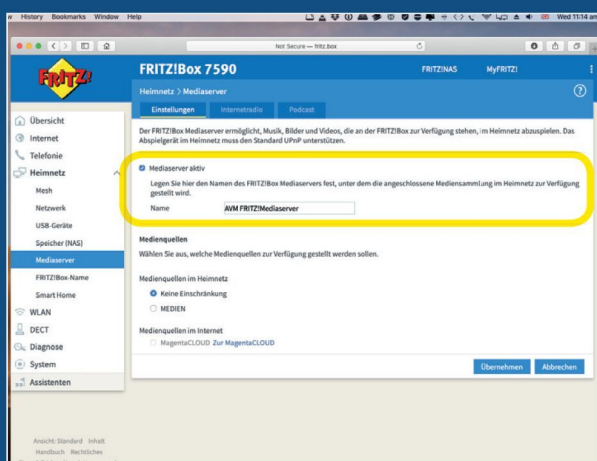 History Bookmarks Window Help
Wed 11:14 am
Not Secure — fritz.box
FRITZ!
FRITZ!Box 7590
FRITZ!NAS
MyFRITZ!
Heimnetz > Mediaserver
Einstellungen
Internetradio
Podcast
Übersicht
Internet
Telefonie
Heimnetz
Mesh
Netzwerk
USB-Geräte
Speicher (NAS)
Mediaserver
FRITZ!Box-Name
Smart Home
WLAN
DECT
Diagnose
System
Assistenten
Ansicht: Standard Inhalt
Handbuch Rechtliches
Der FRITZ!Box Mediaserver ermöglicht, Musik, Bilder und Videos, die an der FRITZ!Box zur Verfügung stehen, im Heimnetz abzuspielen. Das
Abspielgerät im Heimnetz muss den Standard UPnP unterstützen.
Mediaserver aktiv
Legen Sie hier den Namen des FRITZ!Box Mediaservers fest, unter dem die angeschlossene Mediensammlung im Heimnetz zur Verfügung
gestellt wird.
Name AVM FRITZ!Mediaserver
Medienquellen
Wählen Sie aus, welche Medienquellen zur Verfügung gestellt werden sollen.
Medienquellen im Heimnetz
Keine Einschränkung
MEDIEN
Medienquellen im Internet
MagentaCLOUD Zur MagentaCLOUD
Übernehmen
Abbrechen